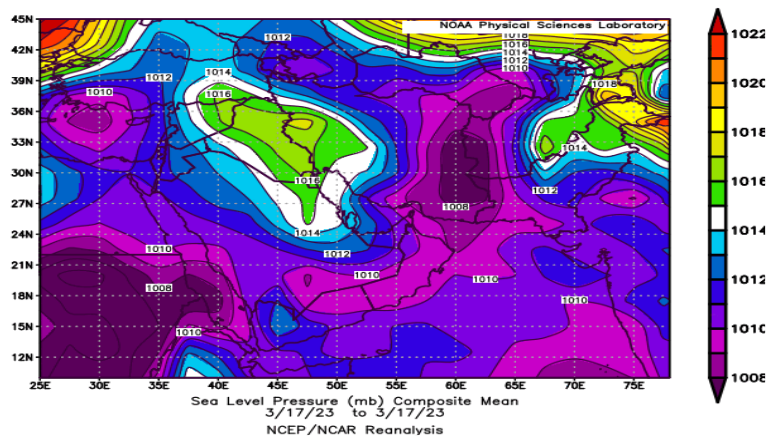 NOAA Physical Sciences Laboratory
45N
42N
39N
36N
33N
30N
27N
24N
21N
18N
15N
12N
25E 30E 35E 40E 45E 50E 55E 60E 65E 70E 75E
1018
1016
1014
1012
1010
1012
1012
1014
1016
1010
1018
1014
1016
1012
1008
1014
1012
1010
1010
1010
1008
1010
1010
1022
1020
1018
1016
1014
1012
1010
1008
Sea Level Pressure (mb) Composite Mean
3/17/23 to 3/17/23
NCEP/NCAR Reanalysis